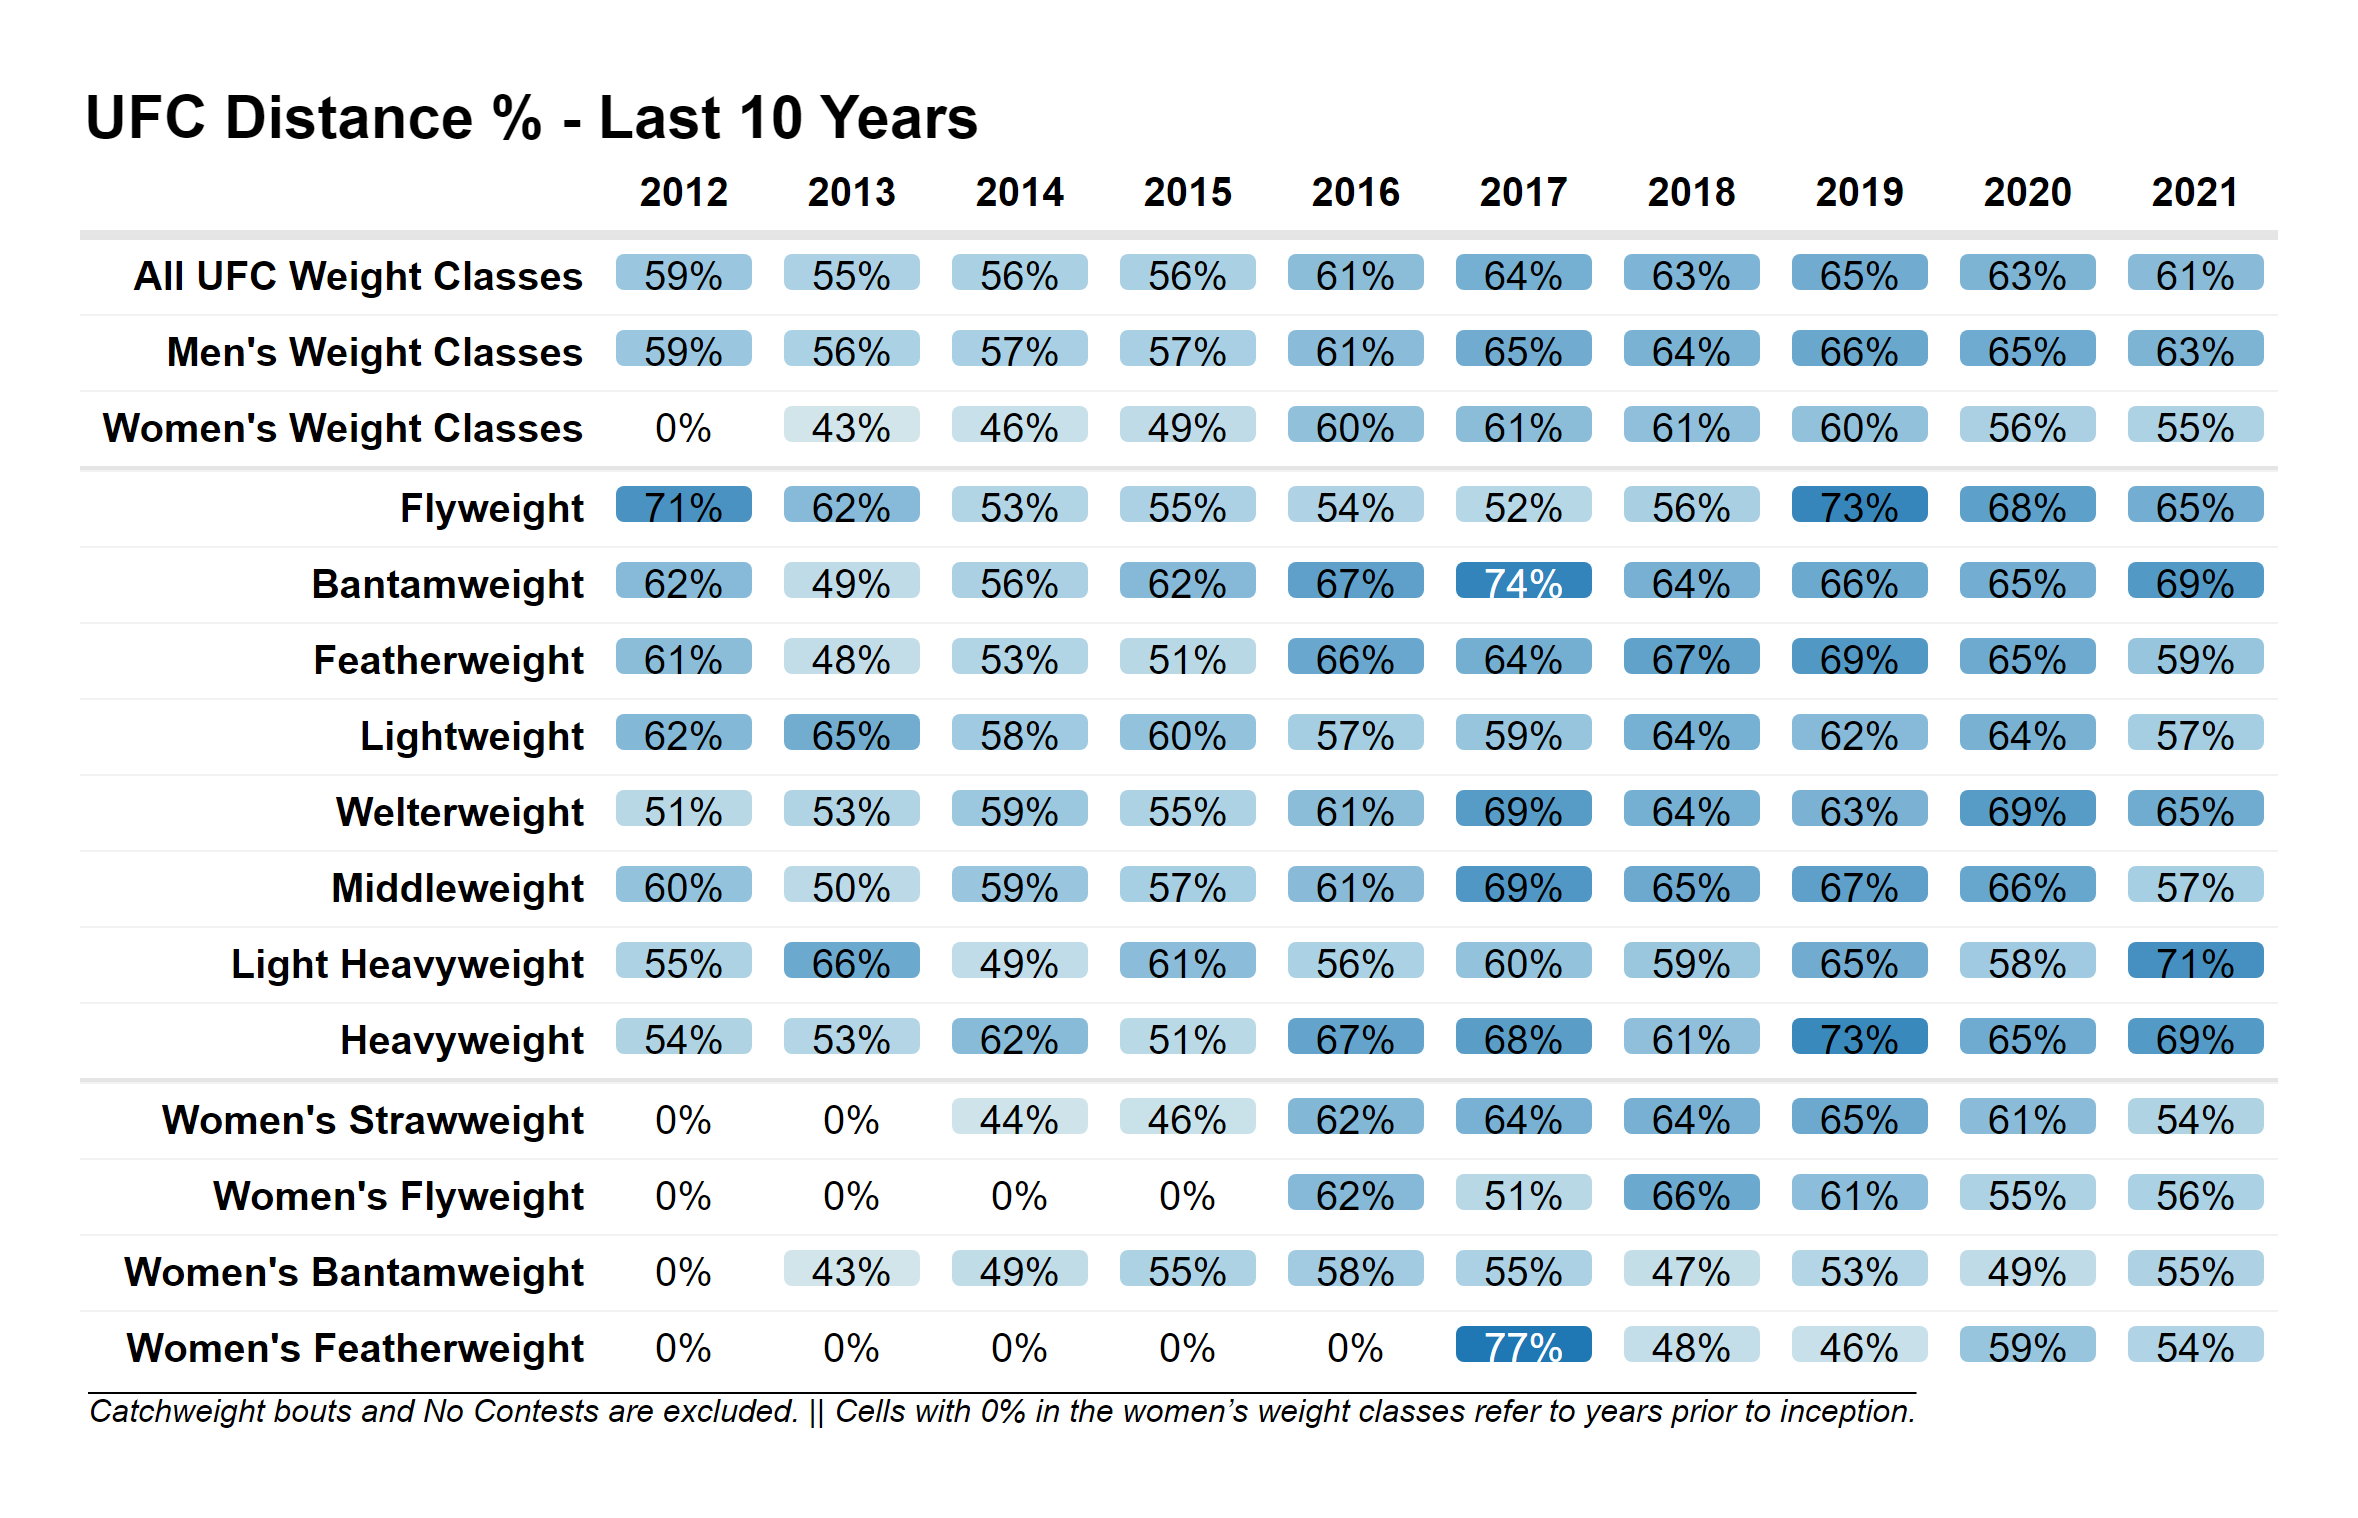 UFC Distance % - Last 10 Years
2012 2013 2014 2015 2016 2017 2018 2019 2020 2021
All UFC Weight Classes 59% 55% 56% 56% 61% 64% 63% 65% 63% 61%
Men's Weight Classes 59% 56% 57% 57% 61% 65% 64% 66% 65% 63%
Women's Weight Classes 0% 43% 46% 49% 60% 61% 61% 60% 56% 55%
Flyweight 71% 62% 53% 55% 54% 52% 56% 73% 68% 65%
Bantamweight 62% 49% 56% 62% 67% 74% 64% 66% 65% 69%
Featherweight 61% 48% 53% 51% 66% 64% 67% 69% 65% 59%
Lightweight 62% 65% 58% 60% 57% 59% 64% 62% 64% 57%
Welterweight 51% 53% 59% 55% 61% 69% 64% 63% 69% 65%
Middleweight 60% 50% 59% 57% 61% 69% 65% 67% 66% 57%
Light Heavyweight 55% 66% 49% 61% 56% 60% 59% 65% 58% 71%
Heavyweight 54% 53% 62% 51% 67% 68% 61% 73% 65% 69%
Women's Strawweight 0% 0% 44% 46% 62% 64% 64% 65% 61% 54%
Women's Flyweight 0% 0% 0% 0% 62% 51% 66% 61% 55% 56%
Women's Bantamweight 0% 43% 49% 55% 58% 55% 47% 53% 49% 55%
Women's Featherweight 0% 0% 0% 0% 0% 77% 48% 46% 59% 54%
Catchweight bouts and No Contests are excluded. || Cells with 0% in the women’s weight classes refer to years prior to inception.